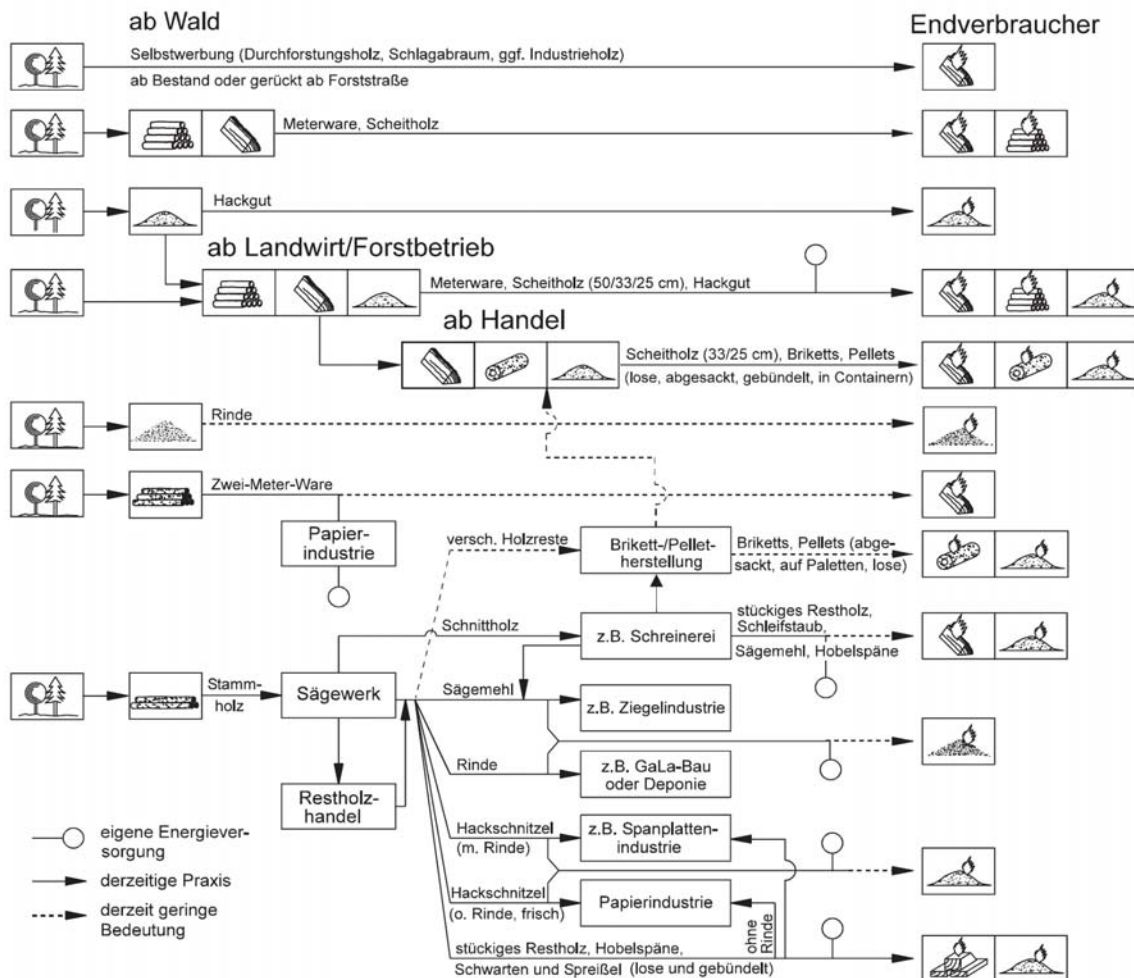 ab Wald
Endverbraucher
Selbstwerbung (Durchforstungsholz, Schlagabraum, ggf. Industrieholz)
ab Bestand oder gerückt ab Forststraße
Meterware, Scheitholz
Hackgut
ab Landwirt/Forstbetrieb
Meterware, Scheitholz (50/33/25 cm), Hackgut
ab Handel
Scheitholz (33/25 cm), Briketts, Pellets
(lose, abgesackt, gebündelt, in Containern)
Rinde
Zwei-Meter-Ware
Papier-
industrie
versch. Holzreste
Brikett-/Pellet-
herstellung
Briketts, Pellets (abge-
sackt, auf Paletten, lose)
Schnittholz
z.B. Schreinerei
stückiges Restholz,
Schleifstaub,
Sägemehl, Hobelspäne
Stamm-
holz
Sägewerk
Sägemehl
z.B. Ziegelindustrie
Rinde
z.B. GaLa-Bau
oder Deponie
Restholz-
handel
Hackschnitzel
(m. Rinde)
z.B. Spanplatten-
industrie
Hackschnitzel
(o. Rinde, frisch)
Papierindustrie
ohne
Rinde
stückiges Restholz, Hobelspäne,
Schwarten und Spreißel (lose und gebündelt)
eigene Energiever-
sorgung
derzeitige Praxis
derzeit geringe
Bedeutung